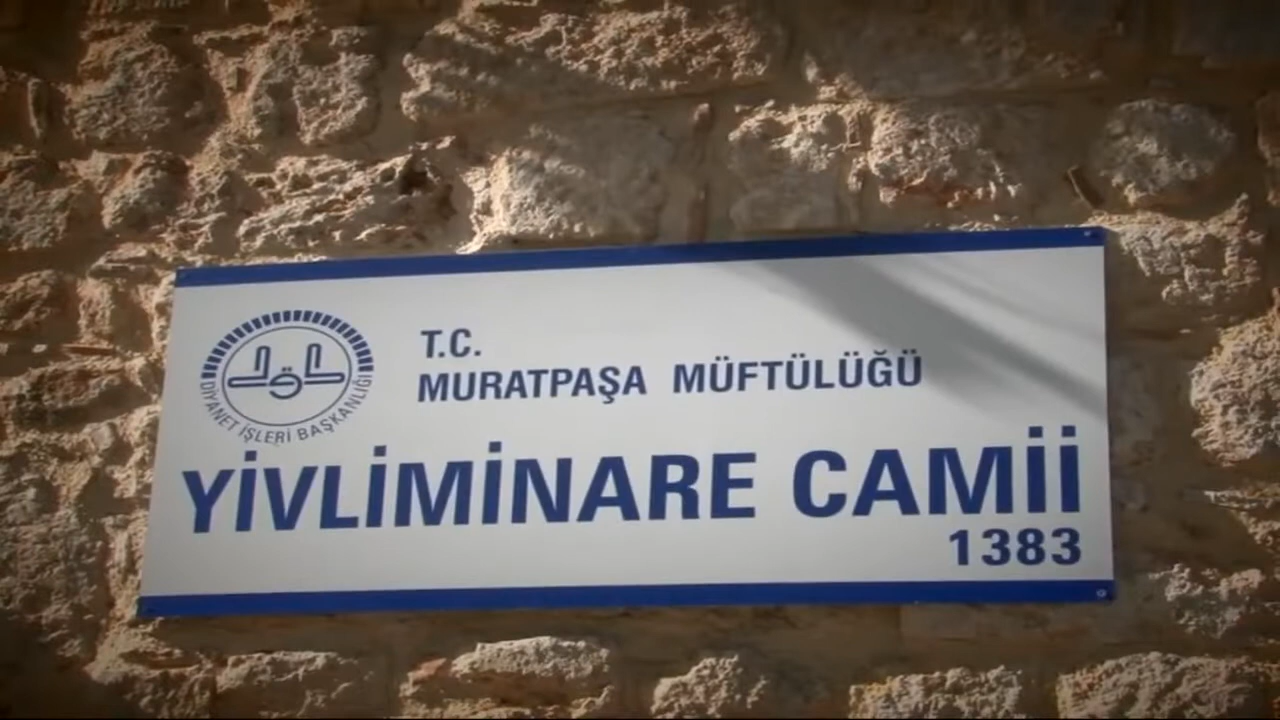 DİYANET İŞLERİ BAŞKANLIĞI
T.C.
MURATPAŞA MÜFTÜLÜĞÜ
YİVLİMİNARE CAMİİ
1383